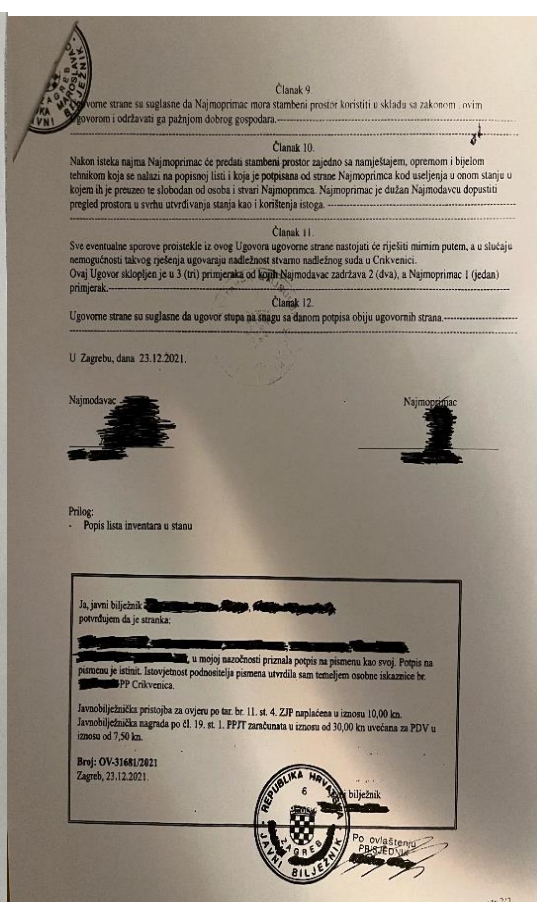 Članak 9.
ugovorne strane su suglasne da Najmoprimac mora stambeni prostor koristiti u skladu sa zakonom, ovim
govorom i održavati ga pažnjom dobrog gospodara.
Članak 10.
Nakon isteka najma Najmoprimac će predati stambeni prostor zajedno sa namještajem, opremom i bijelom
tehnikom koja se nalazi na popisnoj listi i koja je potpisana od strane Najmoprimca kod useljenja u onom stanju u
kojem ih je preuzeo te slobodan od osoba i stvari Najmoprimca. Najmoprimac je dužan Najmodavcu dopustiti
pregled prostora u svrhu utvrđivanja stanja kao i korištenja istoga.
Članak 11.
Sve eventualne sporove proistekle iz ovog Ugovora ugovorne strane nastojati će riješiti mirnim putem, a u slučaju
nemogućnosti takvog rješenja ugovaraju nadležnost stvarno nadležnog suda u Crikvenici.
Ovaj Ugovor sklopljen je u 3 (tri) primjeraka od kojih Najmodavac zadržava 2 (dva), a Najmoprimac 1 (jedan)
primjerak.
Članak 12.
Ugovorne strane su suglasne da ugovor stupa na snagu sa danom potpisa obiju ugovornih strana.
U Zagrebu, dana 23.12.2021.
Najmodavac
Najmoprimac
Prilog:
- Popis lista inventara u stanu
Ja, javni bilježnik
potvrđujem da je stranka:
, u mojoj nazočnosti priznala potpis na pismenu kao svoj. Potpis na
pismenu je istinit. Istovjetnost podnositelja pismena utvrdila sam temeljem osobne iskaznice br.
PP Crikvenica.
Javnobilježnička pristojba za ovjeru po tar. br. 11. st. 4. ZJP naplaćena u iznosu 10,00 kn.
Javnobilježnička nagrada po čl. 19. st. 1. PPJT zaračunata u iznosu od 30,00 kn uvećana za PDV u
iznosu od 7,50 kn.
Broj: OV-31681/2021
Zagreb, 23.12.2021.
bilježnik
REPUBLIKA HRVATSKA
6
ZAGREB
JAVNI BILJEŽNIK
Po ovlaštenju
PRISJEDNIK